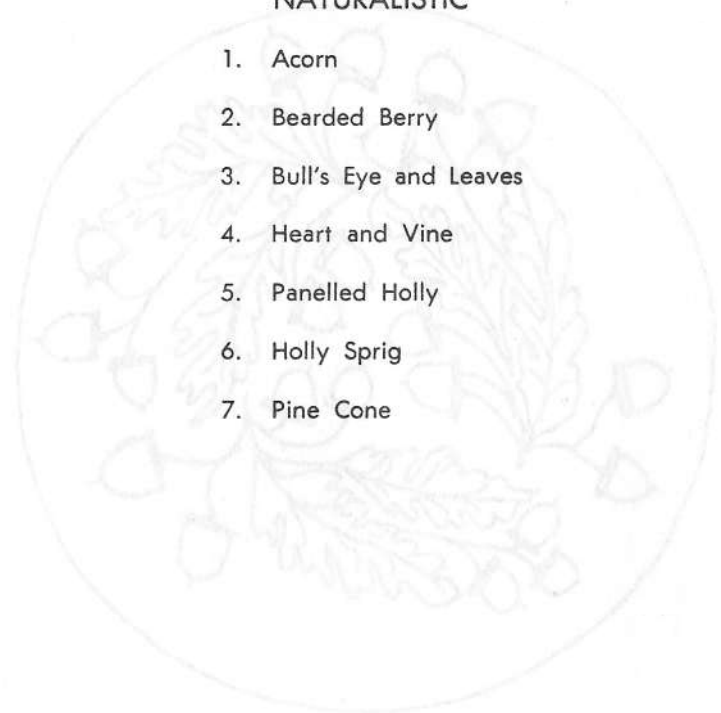 NATURALISTIC
1. Acorn
2. Bearded Berry
3. Bull's Eye and Leaves
4. Heart and Vine
5. Panelled Holly
6. Holly Sprig
7. Pine Cone